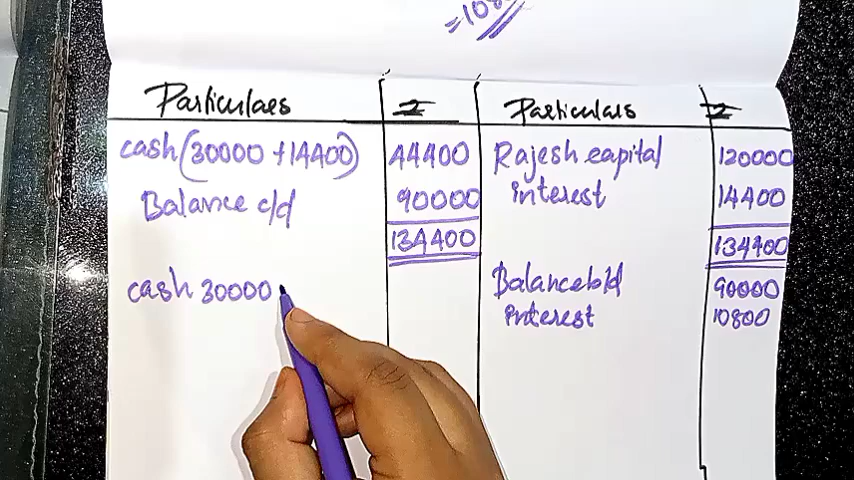 =1080
Particulars ₹ Particulars ₹
cash (30000 + 14400) 44400 Rajesh capital 120000
Balance c/d 90000 interest 14400
134400 134400
cash 30000 Balance b/d 90000
interest 10800